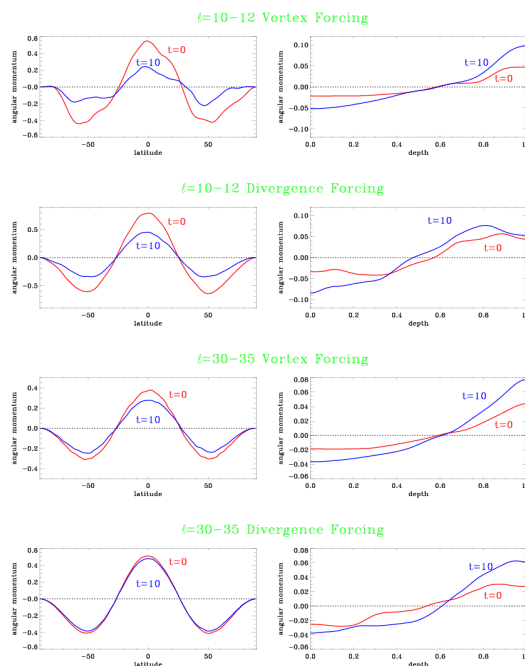 ℓ=10−12 Vortex Forcing
angular momentum
0.6
0.4
0.2
0.0
−0.2
−0.4
t=0
t=10
−50
0
50
latitude
angular momentum
0.10
0.05
0.00
−0.05
−0.10
t=10
t=0
0.0
0.2
0.4
0.6
0.8
1.0
depth
ℓ=10−12 Divergence Forcing
angular momentum
0.5
0.0
−0.5
t=0
t=10
−50
0
50
latitude
angular momentum
0.10
0.05
0.00
−0.05
−0.10
t=10
t=0
0.0
0.2
0.4
0.6
0.8
depth
ℓ=30−35 Vortex Forcing
angular momentum
0.4
0.2
0.0
−0.2
−0.4
t=0
t=10
−50
0
50
latitude
angular momentum
0.08
0.06
0.04
0.02
0.00
−0.02
−0.04
−0.06
t=10
t=0
0.0
0.2
0.4
0.6
0.8
depth
ℓ=30−35 Divergence Forcing
angular momentum
0.6
0.4
0.2
0.0
−0.2
−0.4
−0.6
t=0
t=10
−50
0
50
latitude
angular momentum
0.08
0.06
0.04
0.02
0.00
−0.02
−0.04
−0.06
t=10
t=0
0.0
0.2
0.4
0.6
0.8
depth